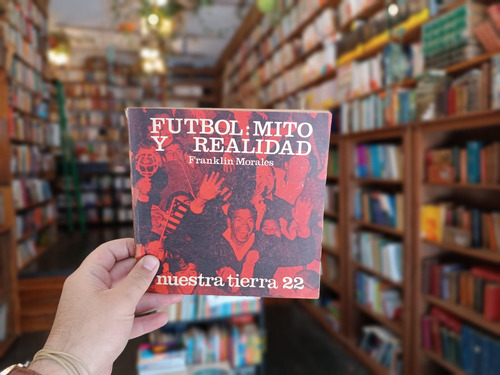 FUTBOL: MITO
Y REALIDAD
Franklin Morales
nuestra tierra 22